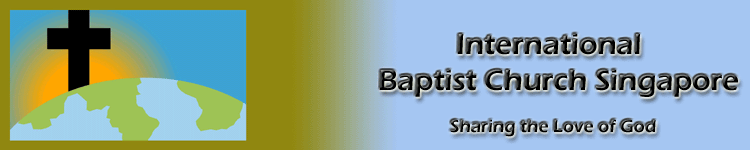 International
Baptist Church Singapore
Sharing the Love of God